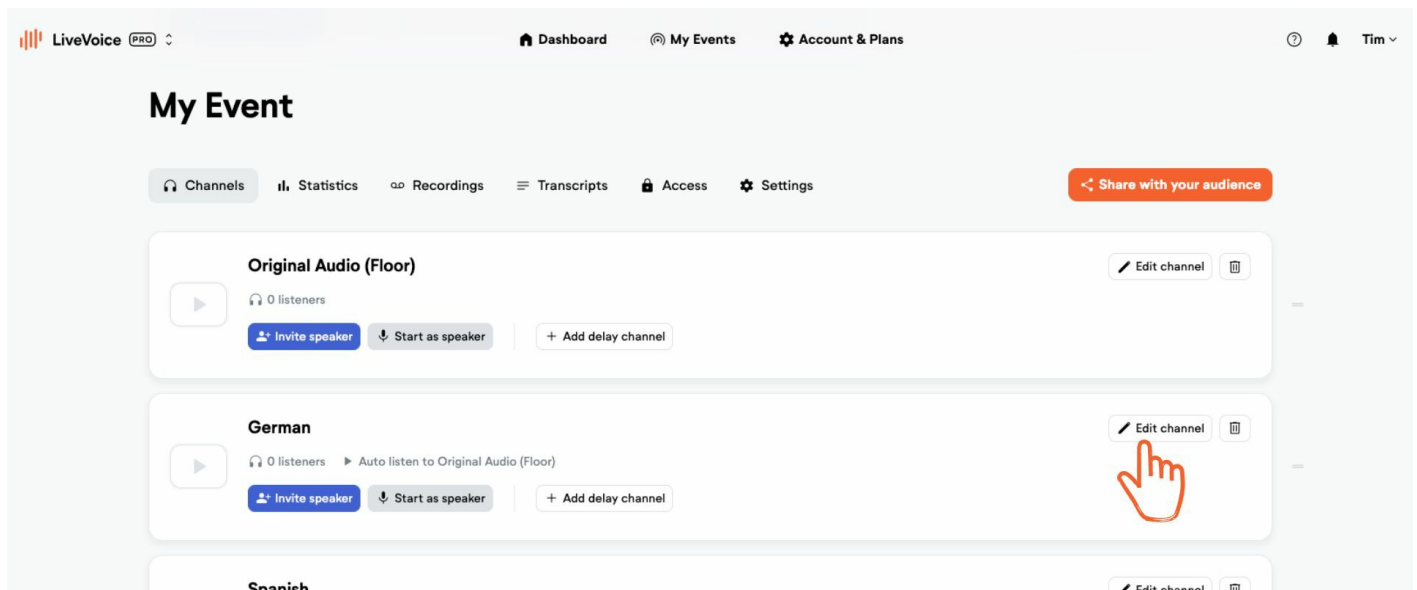 LiveVoice PRO
Dashboard
My Events
Account & Plans
Tim
My Event
Channels
Statistics
Recordings
Transcripts
Access
Settings
Share with your audience
Original Audio (Floor)
Edit channel
0 listeners
Invite speaker
Start as speaker
+ Add delay channel
German
Edit channel
0 listeners
Auto listen to Original Audio (Floor)
Invite speaker
Start as speaker
+ Add delay channel
Spanish
Edit channel